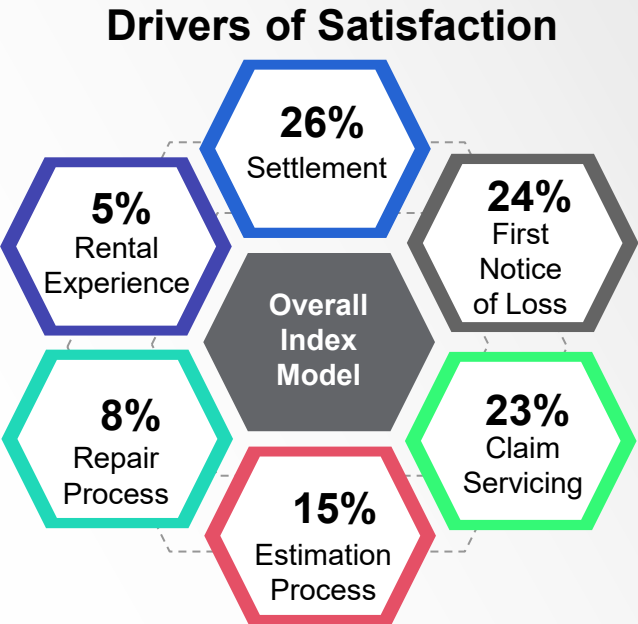 Drivers of Satisfaction
26%
Settlement
24%
First
Notice
of Loss
23%
Claim
Servicing
15%
Estimation
Process
8%
Repair
Process
5%
Rental
Experience
Overall
Index
Model